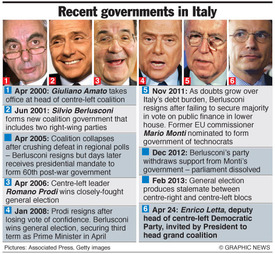 Recent governments in Italy
1
2
3
4
5
6
1 Apr 2000: Giuliano Amato takes
office at head of centre-left coalition
2 Jun 2001: Silvio Berlusconi
forms new coalition government that
includes two right-wing parties
Apr 2005: Coalition collapses
after crushing defeat in regional polls
– Berlusconi resigns but days later
receives presidential mandate to
form 60th post-war government
3 Apr 2006: Centre-left leader
Romano Prodi wins closely-fought
general election
4 Jan 2008: Prodi resigns after
losing vote of confidence. Berlusconi
wins general election, securing third
term as Prime Minister in April
5 Nov 2011: As doubts grow over
Italy's debt burden, Berlusconi
resigns after failing to secure majority
in vote on public finance in lower
house. Former EU commissioner
Mario Monti nominated to form
government of technocrats
Dec 2012: Berlusconi's party
withdraws support from Monti's
government – parliament dissolved
Feb 2013: General election
produces stalemate between
centre-right and centre-left blocs
6 Apr 24: Enrico Letta, deputy
head of centre-left Democratic
Party, invited by President to
head grand coalition
Pictures: Associated Press, Getty images
© GRAPHIC NEWS